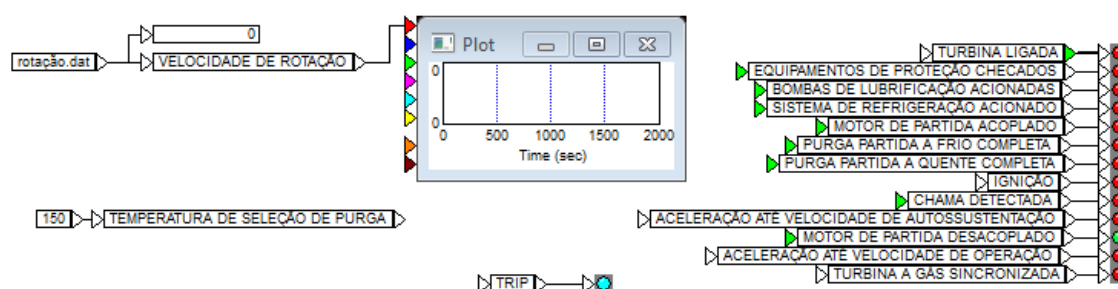 0
rotação.dat
VELOCIDADE DE ROTAÇÃO
Plot
0
0
0 500 1000 1500 2000
Time (sec)
150
TEMPERATURA DE SELEÇÃO DE PURGA
TRIP
TURBINA LIGADA
EQUIPAMENTOS DE PROTEÇÃO CHECADOS
BOMBAS DE LUBRIFICAÇÃO ACIONADAS
SISTEMA DE REFRIGERAÇÃO ACIONADO
MOTOR DE PARTIDA ACOPLADO
PURGA PARTIDA A FRIO COMPLETA
PURGA PARTIDA A QUENTE COMPLETA
IGNIÇÃO
CHAMA DETECTADA
ACELERAÇÃO ATÉ VELOCIDADE DE AUTOSSUSTENTAÇÃO
MOTOR DE PARTIDA DESACOPLADO
ACELERAÇÃO ATÉ VELOCIDADE DE OPERAÇÃO
TURBINA A GÁS SINCRONIZADA